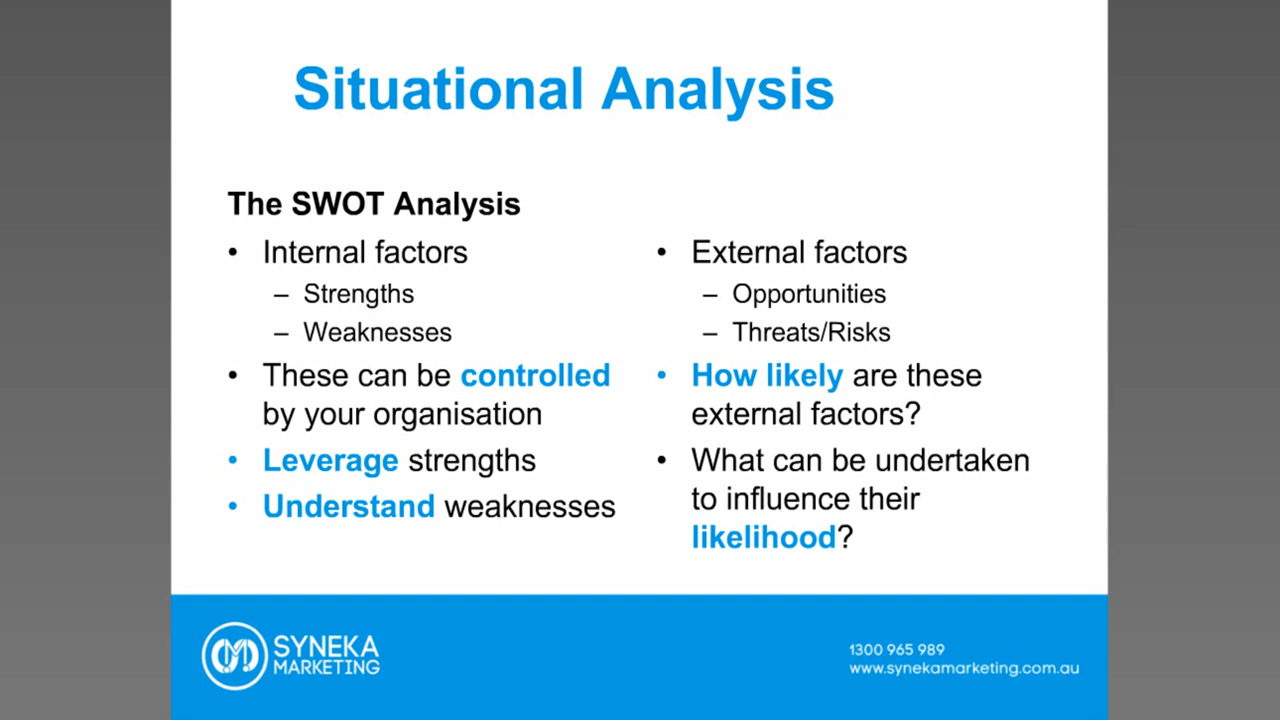 Situational Analysis
The SWOT Analysis
• Internal factors
– Strengths
– Weaknesses
• These can be controlled
by your organisation
• Leverage strengths
• Understand weaknesses
• External factors
– Opportunities
– Threats/Risks
• How likely are these
external factors?
• What can be undertaken
to influence their
likelihood?
SYNEKA
MARKETING
1300 965 989
www.synekamarketing.com.au